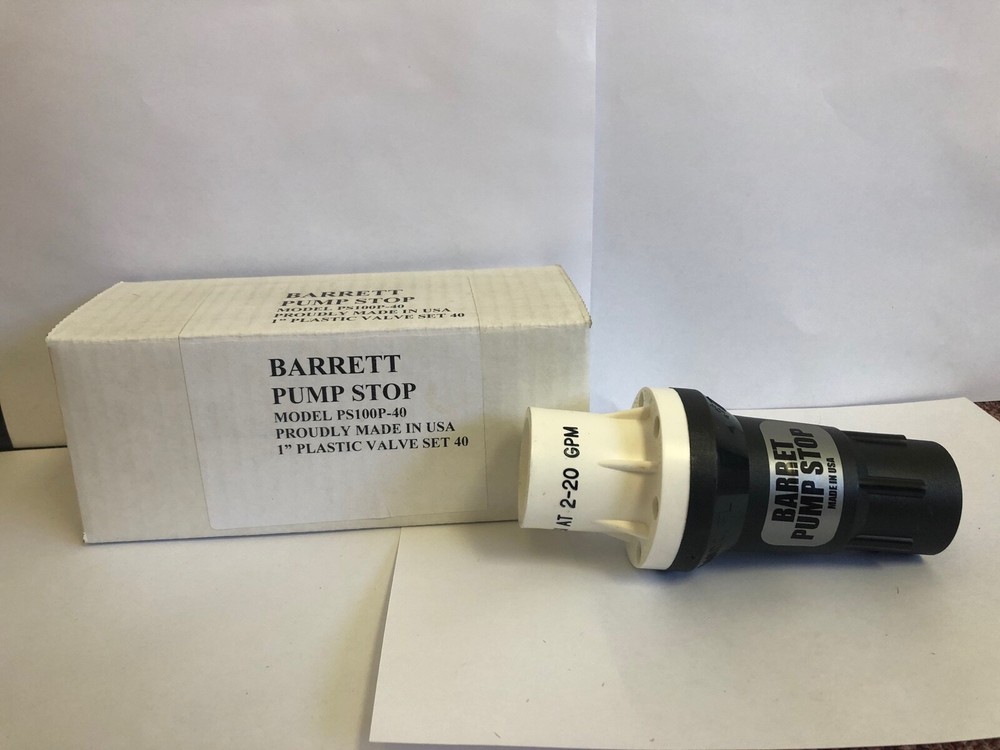 BARRETT
PUMP STOP
MODEL PS100P-40
PROUDLY MADE IN USA
1" PLASTIC VALVE SET 40
BARRETT
PUMP STOP
MODEL PS100P-40
PROUDLY MADE IN USA
1” PLASTIC VALVE SET 40
AT 2-20 GPM
BARRET
PUMP STOP
MADE IN USA